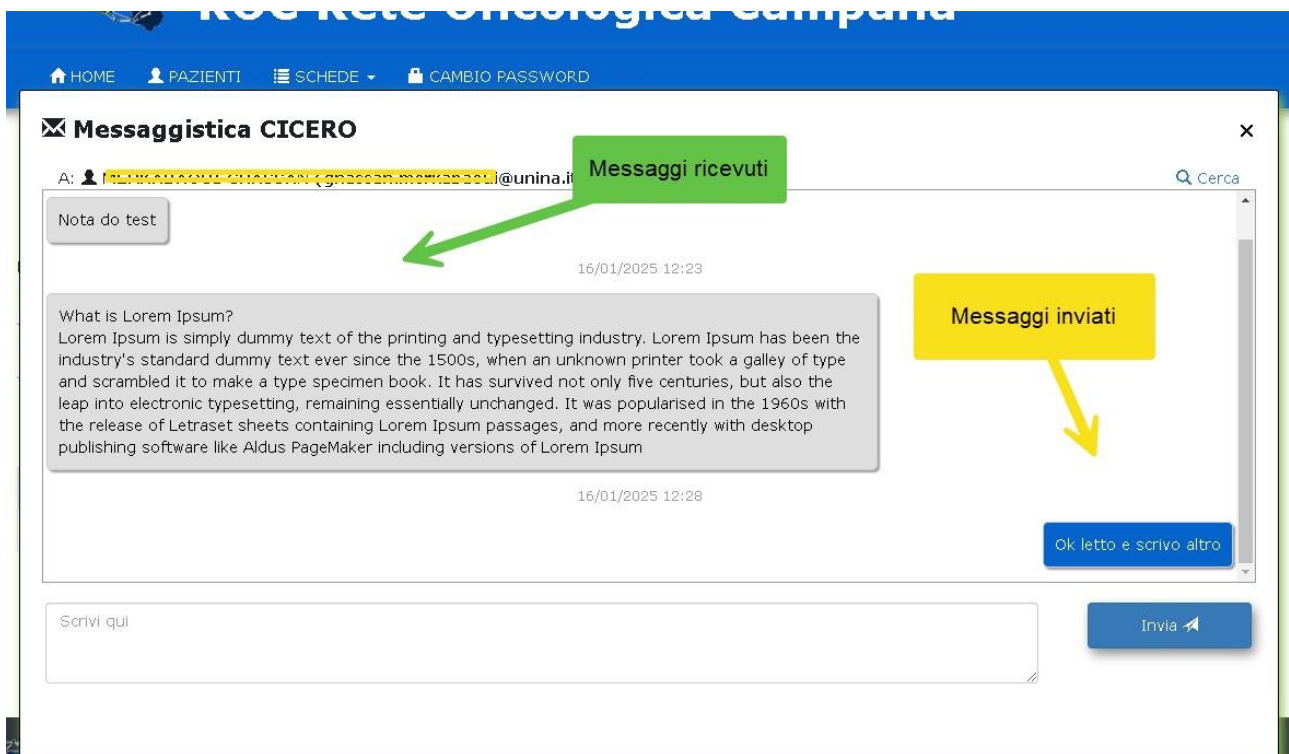 ROC Rete Oncologica Campana
HOME PAZIENTI SCHEDE CAMBIO PASSWORD
Messaggistica CICERO
×
A: @unina.it
Messaggi ricevuti
Cerca
Nota do test
16/01/2025 12:23
What is Lorem Ipsum?
Lorem Ipsum is simply dummy text of the printing and typesetting industry. Lorem Ipsum has been the
industry's standard dummy text ever since the 1500s, when an unknown printer took a galley of type
and scrambled it to make a type specimen book. It has survived not only five centuries, but also the
leap into electronic typesetting, remaining essentially unchanged. It was popularised in the 1960s with
the release of Letraset sheets containing Lorem Ipsum passages, and more recently with desktop
publishing software like Aldus PageMaker including versions of Lorem Ipsum
Messaggi inviati
16/01/2025 12:28
Ok letto e scrivo altro
Scrivi qui
Invia